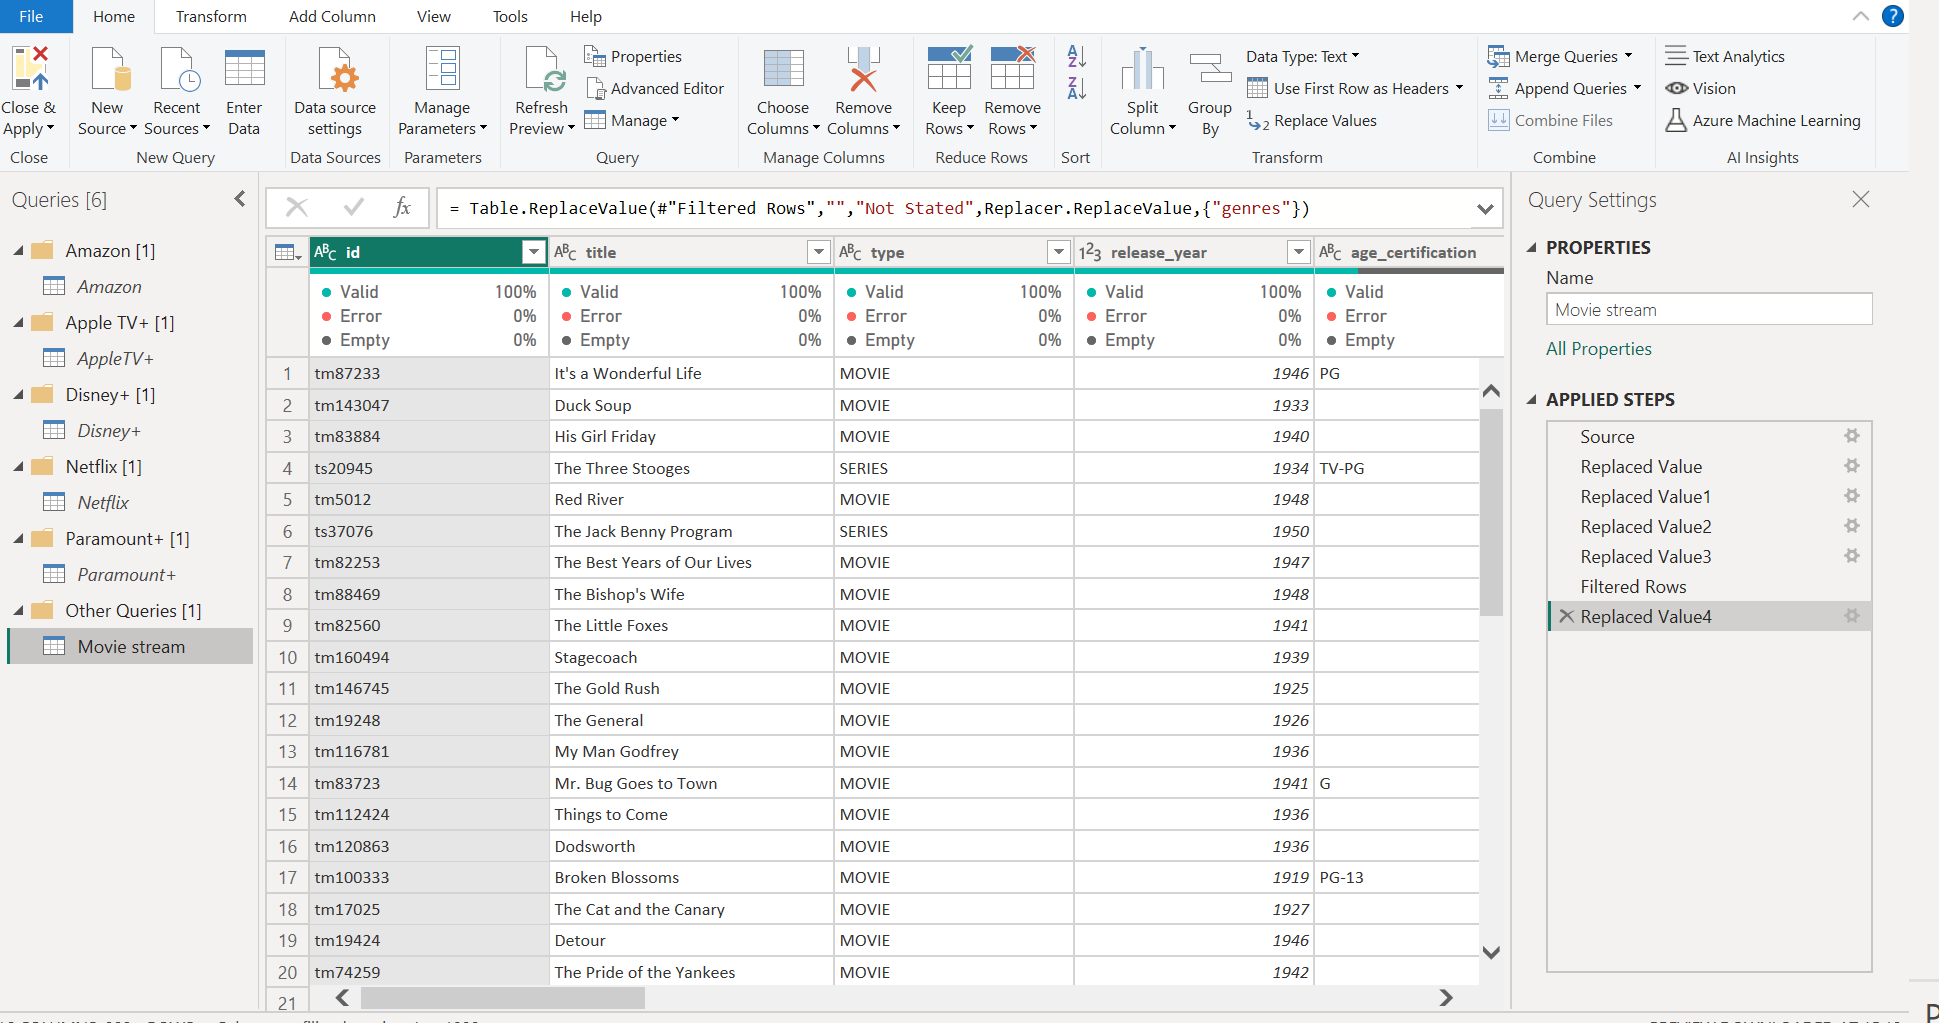 File Home Transform Add Column View Tools Help
Close & Apply
New Source
Recent Sources
Enter Data
Data source settings
Manage Parameters
Refresh Preview
Properties
Advanced Editor
Manage
Choose Columns
Remove Columns
Keep Rows
Remove Rows
Split Column
Group By
Data Type: Text
Use First Row as Headers
Replace Values
Merge Queries
Append Queries
Combine Files
Text Analytics
Vision
Azure Machine Learning
Close New Query Data Sources Parameters Query Manage Columns Reduce Rows Sort Transform Combine AI Insights
Queries [6]
Amazon [1]
Amazon
Apple TV+ [1]
AppleTV+
Disney+ [1]
Disney+
Netflix [1]
Netflix
Paramount+ [1]
Paramount+
Other Queries [1]
Movie stream
fx = Table.ReplaceValue(#"Filtered Rows","","Not Stated",Replacer.ReplaceValue,{"genres"})
ABC id ABC title ABC type 123 release_year ABC age_certification
Valid 100% Valid 100% Valid 100% Valid 100% Valid
Error 0% Error 0% Error 0% Error 0% Error
Empty 0% Empty 0% Empty 0% Empty 0% Empty
1 tm87233 It's a Wonderful Life MOVIE 1946 PG
2 tm143047 Duck Soup MOVIE 1933
3 tm83884 His Girl Friday MOVIE 1940
4 ts20945 The Three Stooges SERIES 1934 TV-PG
5 tm5012 Red River MOVIE 1948
6 ts37076 The Jack Benny Program SERIES 1950
7 tm82253 The Best Years of Our Lives MOVIE 1947
8 tm88469 The Bishop's Wife MOVIE 1948
9 tm82560 The Little Foxes MOVIE 1941
10 tm160494 Stagecoach MOVIE 1939
11 tm146745 The Gold Rush MOVIE 1925
12 tm19248 The General MOVIE 1926
13 tm116781 My Man Godfrey MOVIE 1936
14 tm83723 Mr. Bug Goes to Town MOVIE 1941 G
15 tm112424 Things to Come MOVIE 1936
16 tm120863 Dodsworth MOVIE 1936
17 tm100333 Broken Blossoms MOVIE 1919 PG-13
18 tm17025 The Cat and the Canary MOVIE 1927
19 tm19424 Detour MOVIE 1946
20 tm74259 The Pride of the Yankees MOVIE 1942
21
Query Settings
PROPERTIES
Name
Movie stream
All Properties
APPLIED STEPS
Source
Replaced Value
Replaced Value1
Replaced Value2
Replaced Value3
Filtered Rows
Replaced Value4